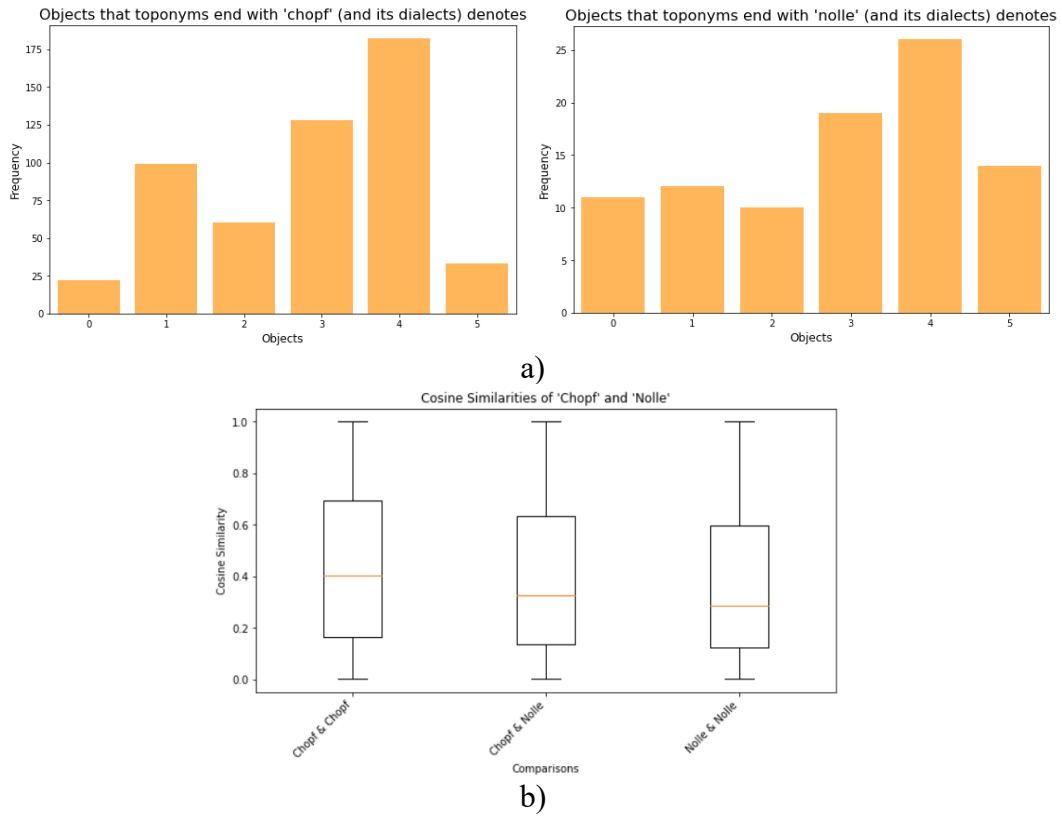 Objects that toponyms end with 'chopf' (and its dialects) denotes
Frequency
175
150
125
100
75
50
25
0
0 1 2 3 4 5
Objects
Objects that toponyms end with 'nolle' (and its dialects) denotes
Frequency
25
20
15
10
5
0
0 1 2 3 4 5
Objects
a)
Cosine Similarities of 'Chopf' and 'Nolle'
Cosine Similarity
1.0
0.8
0.6
0.4
0.2
0.0
Chopf & Chopf
Chopf & Nolle
Nolle & Nolle
Comparisons
b)